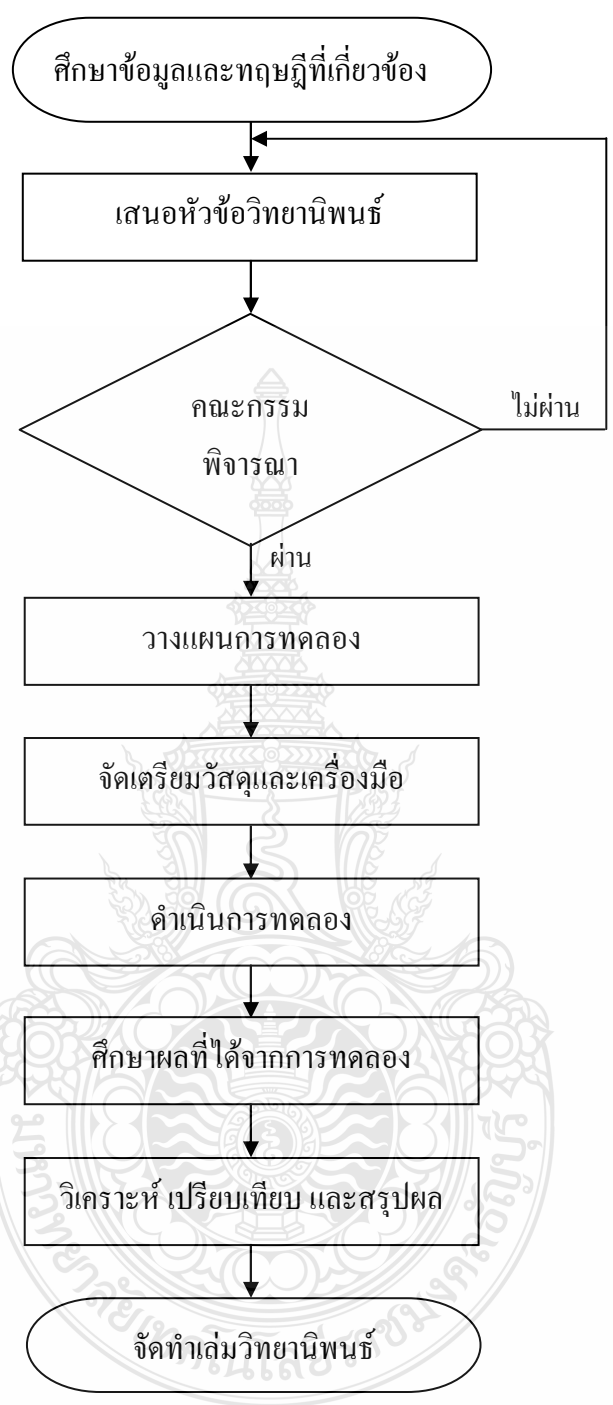 ศึกษาข้อมูลและทฤษฎีที่เกี่ยวข้อง
เสนอหัวข้อวิทยานิพนธ์
คณะกรรม
พิจารณา
ไม่ผ่าน
ผ่าน
วางแผนการทดลอง
จัดเตรียมวัสดุและเครื่องมือ
ดำเนินการทดลอง
ศึกษาผลที่ได้จากการทดลอง
วิเคราะห์ เปรียบเทียบ และสรุปผล
จัดทำเล่มวิทยานิพนธ์